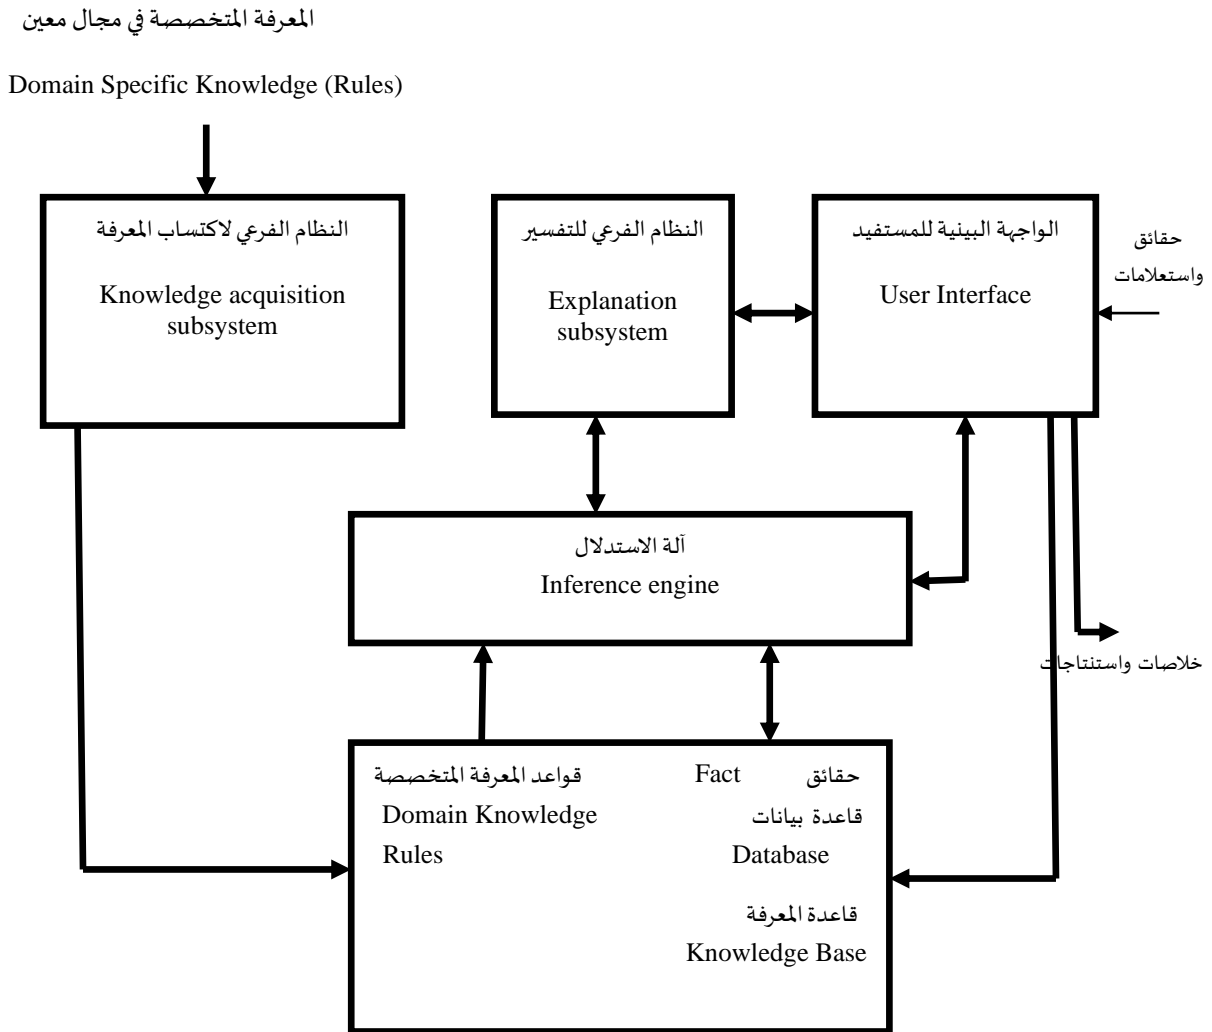 المعرفة المتخصصة في مجال معين
Domain Specific Knowledge (Rules)
النظام الفرعي لاكتساب المعرفة
Knowledge acquisition
subsystem
النظام الفرعي للتفسير
Explanation
subsystem
الواجهة البينية للمستفيد
User Interface
حقائق
واستعلامات
آلة الاستدلال
Inference engine
خلاصات واستنتاجات
قواعد المعرفة المتخصصة
Domain Knowledge
Rules
حقائق Fact
قاعدة بيانات
Database
قاعدة المعرفة
Knowledge Base